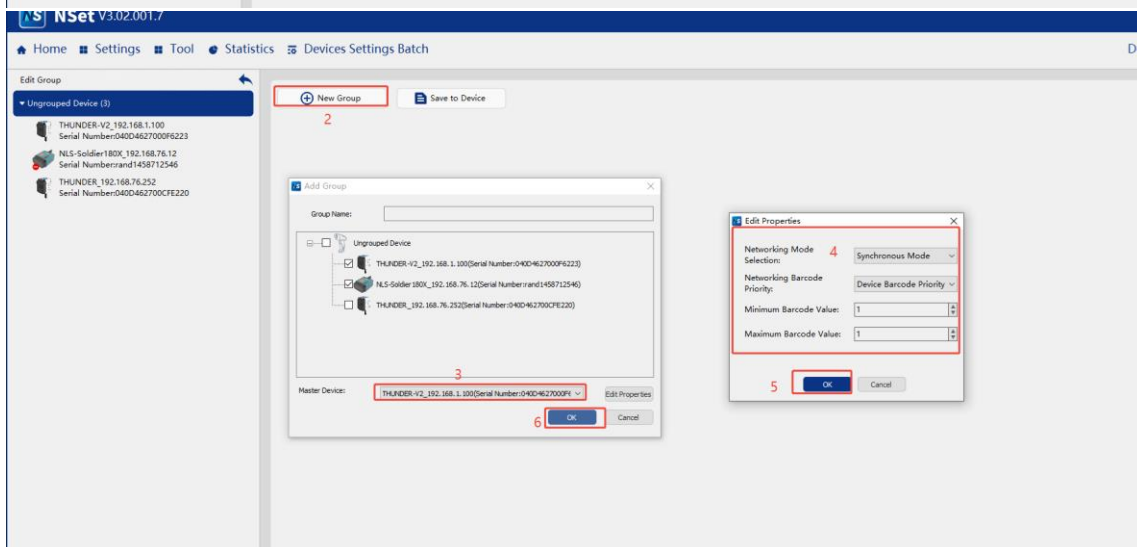 NSet V3.02.001.7
Home Settings Tool Statistics Devices Settings Batch D
Edit Group
Ungrouped Device (3)
THUNDER-V2_192.168.1.100
Serial Number:040D4627000F6223
NLS-Soldier180X_192.168.76.12
Serial Number:rand1458712546
THUNDER_192.168.76.252
Serial Number:040D462700CFE220
New Group Save to Device
2
Add Group
Group Name:
Ungrouped Device
THUNDER-V2_192.168.1.100(Serial Number:040D4627000F6223)
NLS-Soldier180X_192.168.76.12(Serial Number:rand1458712546)
THUNDER_192.168.76.252(Serial Number:040D462700CFE220)
3
Master Device: THUNDER-V2_192.168.1.100(Serial Number:040D4627000F6 Edit Properties
6 OK Cancel
Edit Properties
Networking Mode Selection: 4 Synchronous Mode
Networking Barcode Priority: Device Barcode Priority
Minimum Barcode Value: 1
Maximum Barcode Value: 1
5 OK Cancel